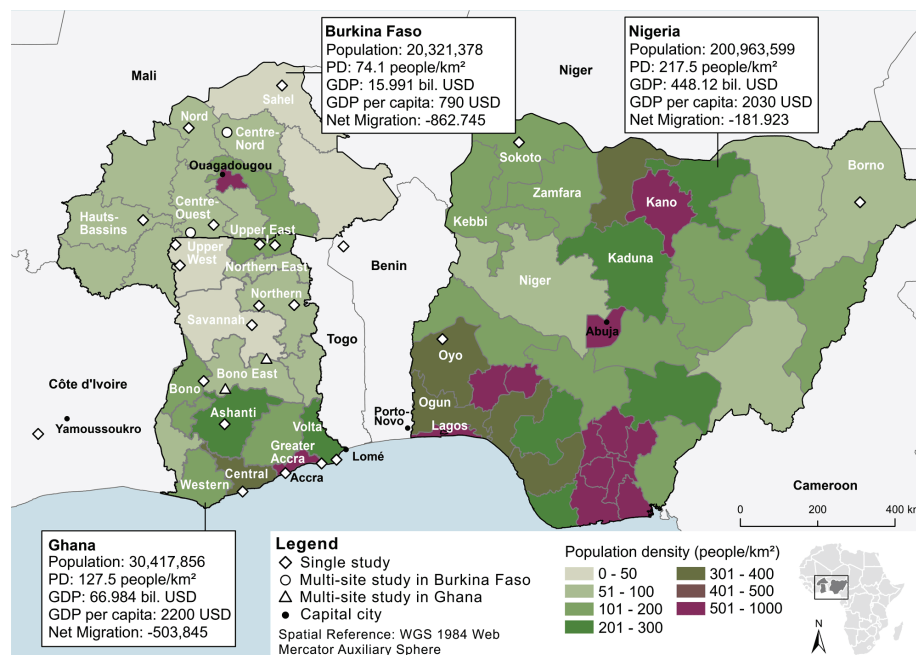 Burkina Faso
Population: 20,321,378
PD: 74.1 people/km²
GDP: 15.991 bil. USD
GDP per capita: 790 USD
Net Migration: -862.745
Nigeria
Population: 200,963,599
PD: 217.5 people/km²
GDP: 448.12 bil. USD
GDP per capita: 2030 USD
Net Migration -181.923
Mali
Niger
Sahel
Nord
Centre-
Nord
Ouagadougou
Centre-
Ouest
Hauts-
Bassins
Upper East
Upper
West
Northern East
Northern
Savannah
Bono East
Bono
Ashanti
Volta
Greater
Accra
Central
Western
Accra
Lomé
Togo
Benin
Côte d'Ivoire
Yamoussoukro
Porto-
Novo
Sokoto
Zamfara
Kebbi
Kano
Borno
Kaduna
Niger
Abuja
Oyo
Ogun
Lagos
Cameroon
0 200 400 km
Ghana
Population: 30,417,856
PD: 127.5 people/km²
GDP: 66.984 bil. USD
GDP per capita: 2200 USD
Net Migration: -503,845
Legend
Single study
Multi-site study in Burkina Faso
Multi-site study in Ghana
Capital city
Spatial Reference: WGS 1984 Web
Mercator Auxiliary Sphere
Population density (people/km²)
0 - 50
51 - 100
101 - 200
201 - 300
301 - 400
401 - 500
501 - 1000
N